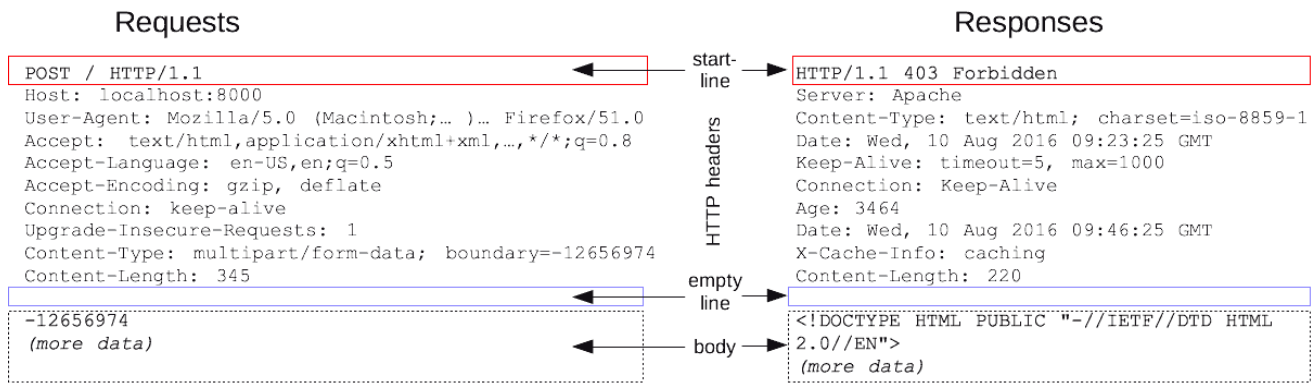 Requests
POST / HTTP/1.1
Host: localhost:8000
User-Agent: Mozilla/5.0 (Macintosh;… )… Firefox/51.0
Accept: text/html,application/xhtml+xml,…,*/*;q=0.8
Accept-Language: en-US,en;q=0.5
Accept-Encoding: gzip, deflate
Connection: keep-alive
Upgrade-Insecure-Requests: 1
Content-Type: multipart/form-data; boundary=-12656974
Content-Length: 345
-12656974
(more data)
start-
line
HTTP headers
empty
line
body
Responses
HTTP/1.1 403 Forbidden
Server: Apache
Content-Type: text/html; charset=iso-8859-1
Date: Wed, 10 Aug 2016 09:23:25 GMT
Keep-Alive: timeout=5, max=1000
Connection: Keep-Alive
Age: 3464
Date: Wed, 10 Aug 2016 09:46:25 GMT
X-Cache-Info: caching
Content-Length: 220
<!DOCTYPE HTML PUBLIC "-//IETF//DTD HTML
2.0//EN">
(more data)